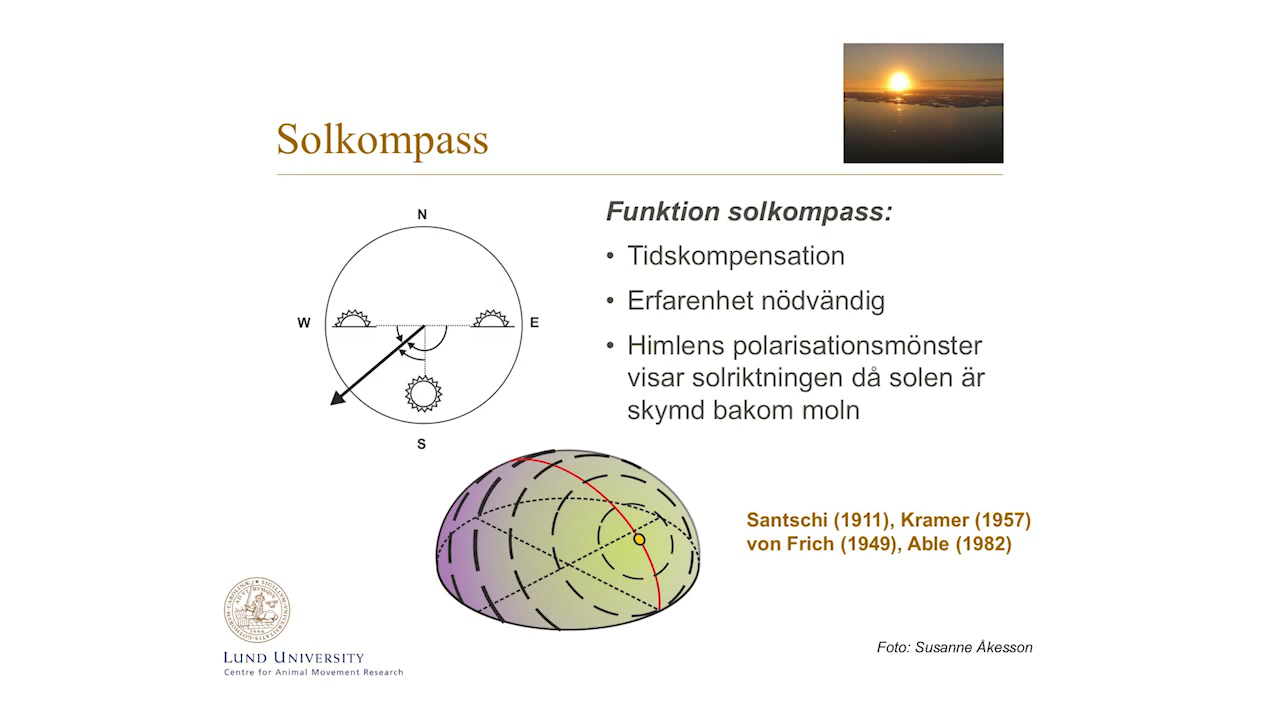 Solkompass
N
W
E
S
Funktion solkompass:
• Tidskompensation
• Erfarenhet nödvändig
• Himlens polarisationsmönster
visar solriktningen då solen är
skymd bakom moln
Santschi (1911), Kramer (1957)
von Frich (1949), Able (1982)
LUND UNIVERSITY
Centre for Animal Movement Research
Foto: Susanne Åkesson